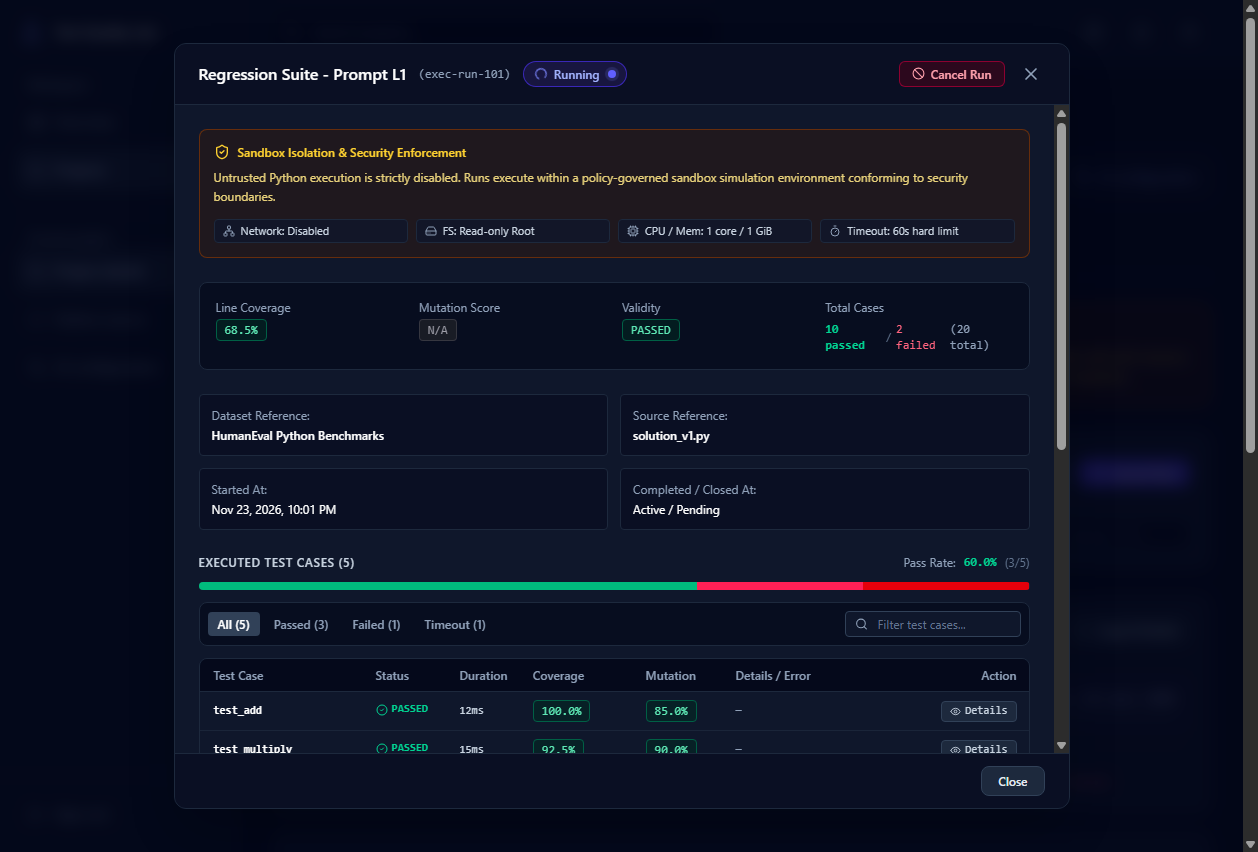 Regression Suite - Prompt L1 (exec-run-101) Running Cancel Run
Sandbox Isolation & Security Enforcement
Untrusted Python execution is strictly disabled. Runs execute within a policy-governed sandbox simulation environment conforming to security
boundaries.
Network: Disabled FS: Read-only Root CPU / Mem: 1 core / 1 GiB Timeout: 60s hard limit
Line Coverage Mutation Score Validity Total Cases
68.5% N/A PASSED 10 passed / 2 failed (20 total)
Dataset Reference: Source Reference:
HumanEval Python Benchmarks solution_v1.py
Started At: Completed / Closed At:
Nov 23, 2026, 10:01 PM Active / Pending
EXECUTED TEST CASES (5) Pass Rate: 60.0% (3/5)
All (5) Passed (3) Failed (1) Timeout (1) Filter test cases...
Test Case Status Duration Coverage Mutation Details / Error Action
test_add PASSED 12ms 100.0% 85.0% — Details
test_multiply PASSED 15ms 92.5% 90.0% — Details
Close